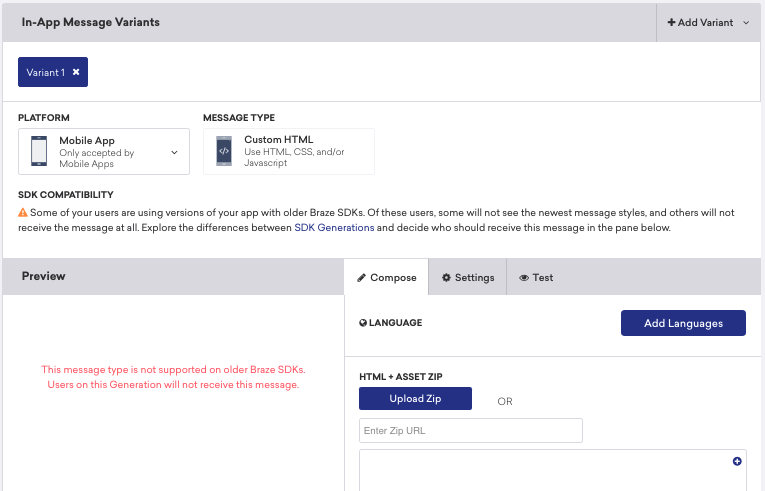 In-App Message Variants
Add Variant
Variant 1
PLATFORM
MESSAGE TYPE
Mobile App
Only accepted by
Mobile Apps
Custom HTML
Use HTML, CSS, and/or
Javascript
SDK COMPATIBILITY
Some of your users are using versions of your app with older Braze SDKs. Of these users, some will not see the newest message styles, and others will not
receive the message at all. Explore the differences between SDK Generations and decide who should receive this message in the pane below.
Preview
Compose
Settings
Test
This message type is not supported on older Braze SDKs.
Users on this Generation will not receive this message.
LANGUAGE
Add Languages
HTML + ASSET ZIP
Upload Zip
OR
Enter Zip URL